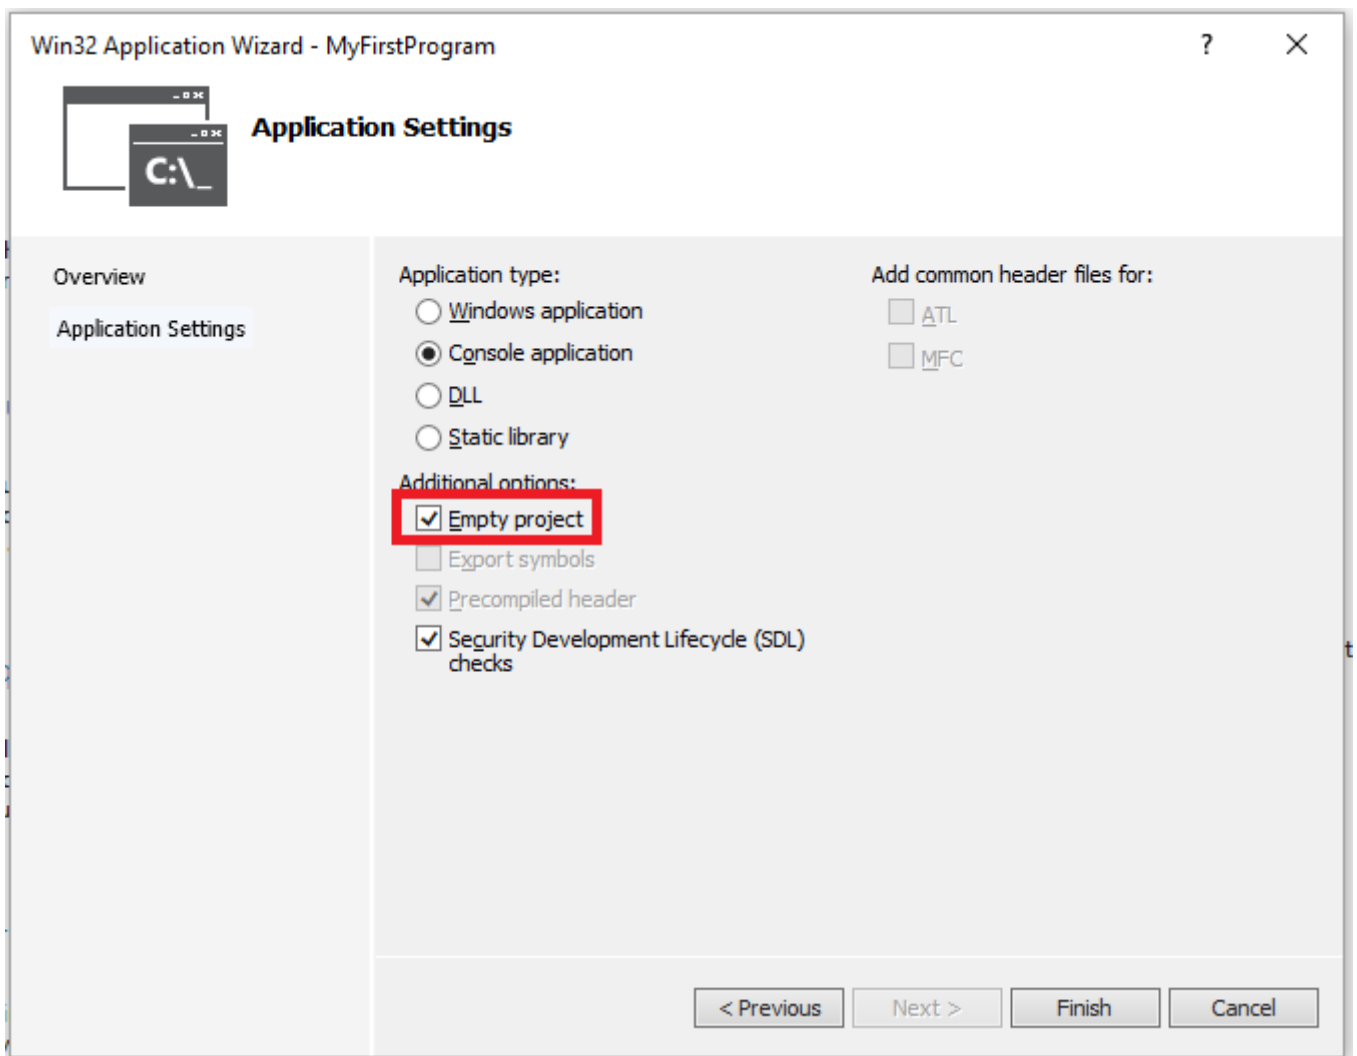 Win32 Application Wizard - MyFirstProgram
?
C:\_
Application Settings
Overview
Application Settings
Application type:
Windows application
Console application
DLL
Static library
Additional options:
Empty project
Export symbols
Precompiled header
Security Development Lifecycle (SDL)
checks
Add common header files for:
ATL
MFC
< Previous
Next >
Finish
Cancel